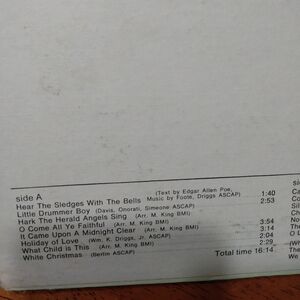 side A
(Text by Edgar Allen Poe,
Hear The Sledges With The Bells Music by Foote, Driggs ASCAP) 1:40
Little Drummer Boy (Davis, Onorati, Simeone ASCAP) 2:53
Hark The Herald Angels Sing (Arr. M. King BMI)
O Come All Ye Faithful (Arr. M. King BMI) 3:54
It Came Upon A Midnight Clear (Arr. M. King BMI) 3:14
Holiday of Love (Wm. K. Driggs, Jr. ASCAP) 2:04
What Child is This (Arr. M. King BMI) 2:29
White Christmas (Berlin ASCAP)
Total time 16:14
We